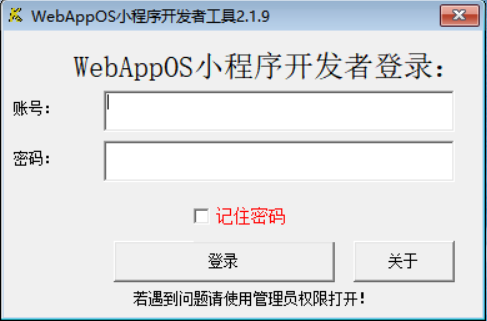 WebAppOS小程序开发者工具2.1.9
WebAppOS小程序开发者登录：
账号：
密码：
记住密码
登录 关于
若遇到问题请使用管理员权限打开！